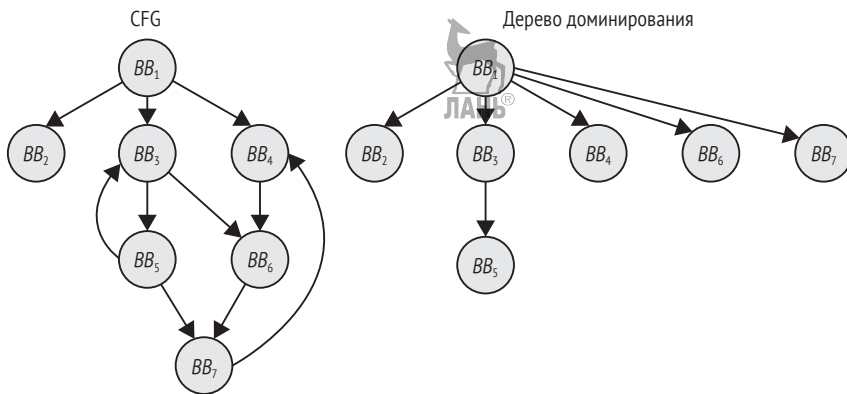 CFG
Дерево доминирования
BB₁
BB₂
BB₃
BB₄
BB₅
BB₆
BB₇
BB₁
ЛАНЬ®
BB₂
BB₃
BB₄
BB₆
BB₇
BB₅